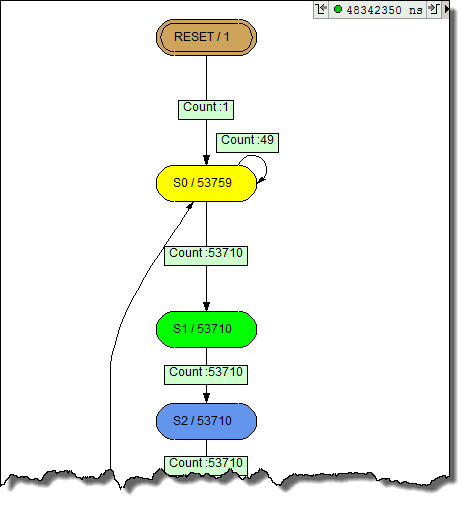 48342350 ns
RESET / 1
Count :1
Count :49
S0 / 53759
Count :53710
S1 / 53710
Count :53710
S2 / 53710
Count :53710